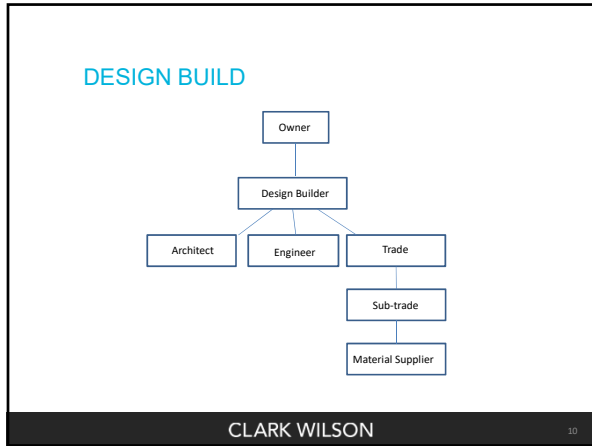 DESIGN BUILD
Owner
Design Builder
Architect
Engineer
Trade
Sub-trade
Material Supplier
CLARK WILSON
10